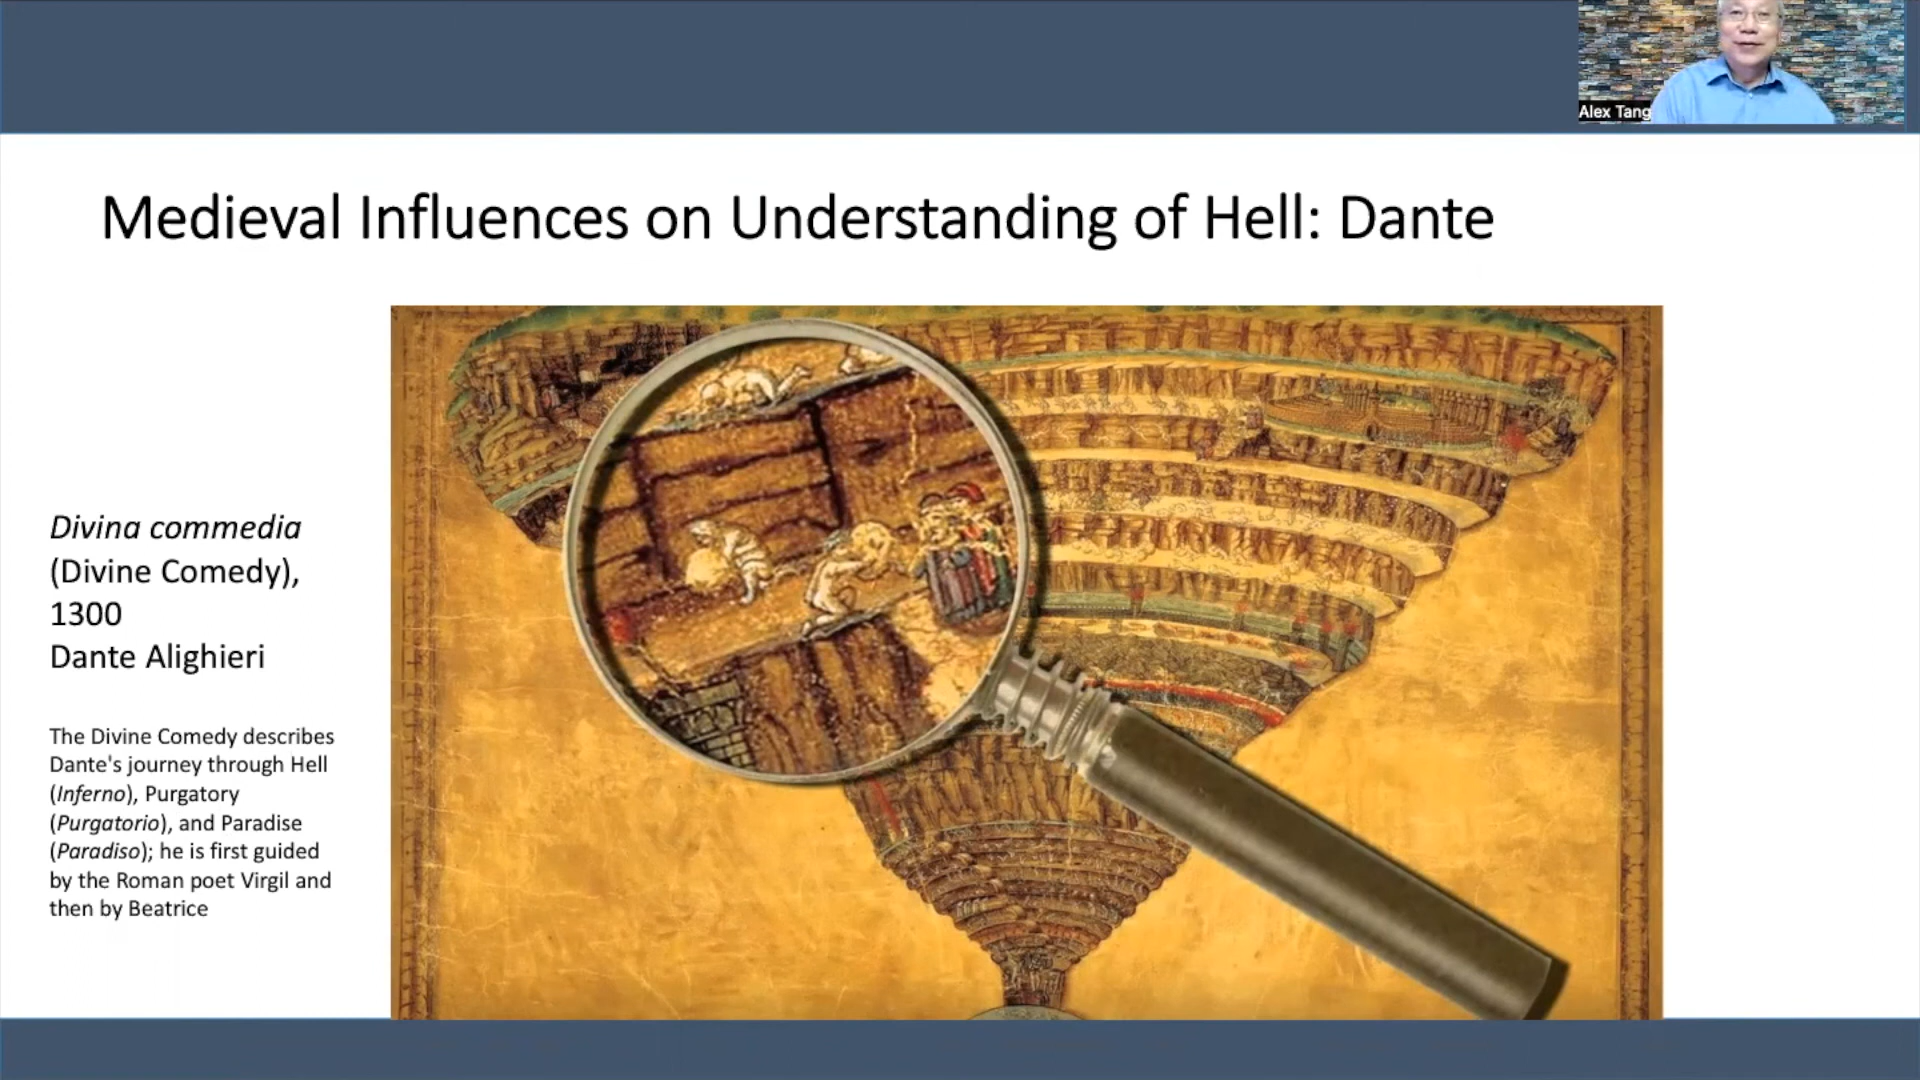 Alex Tang
Medieval Influences on Understanding of Hell: Dante
Divina commedia
(Divine Comedy),
1300
Dante Alighieri
The Divine Comedy describes
Dante's journey through Hell
(Inferno), Purgatory
(Purgatorio), and Paradise
(Paradiso); he is first guided
by the Roman poet Virgil and
then by Beatrice